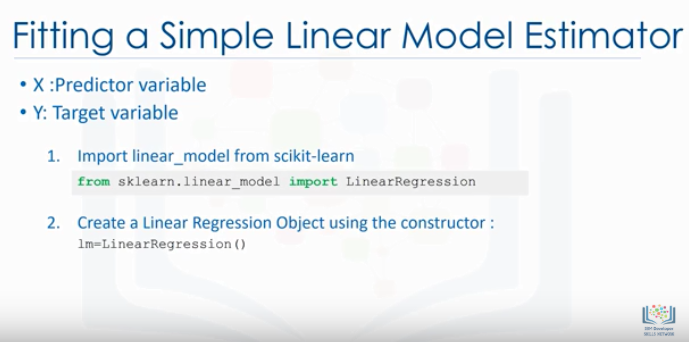 Fitting a Simple Linear Model Estimator
• X :Predictor variable
• Y: Target variable
1. Import linear_model from scikit-learn
from sklearn.linear_model import LinearRegression
2. Create a Linear Regression Object using the constructor :
lm=LinearRegression()
IBM Developer
SKILLS NETWORK